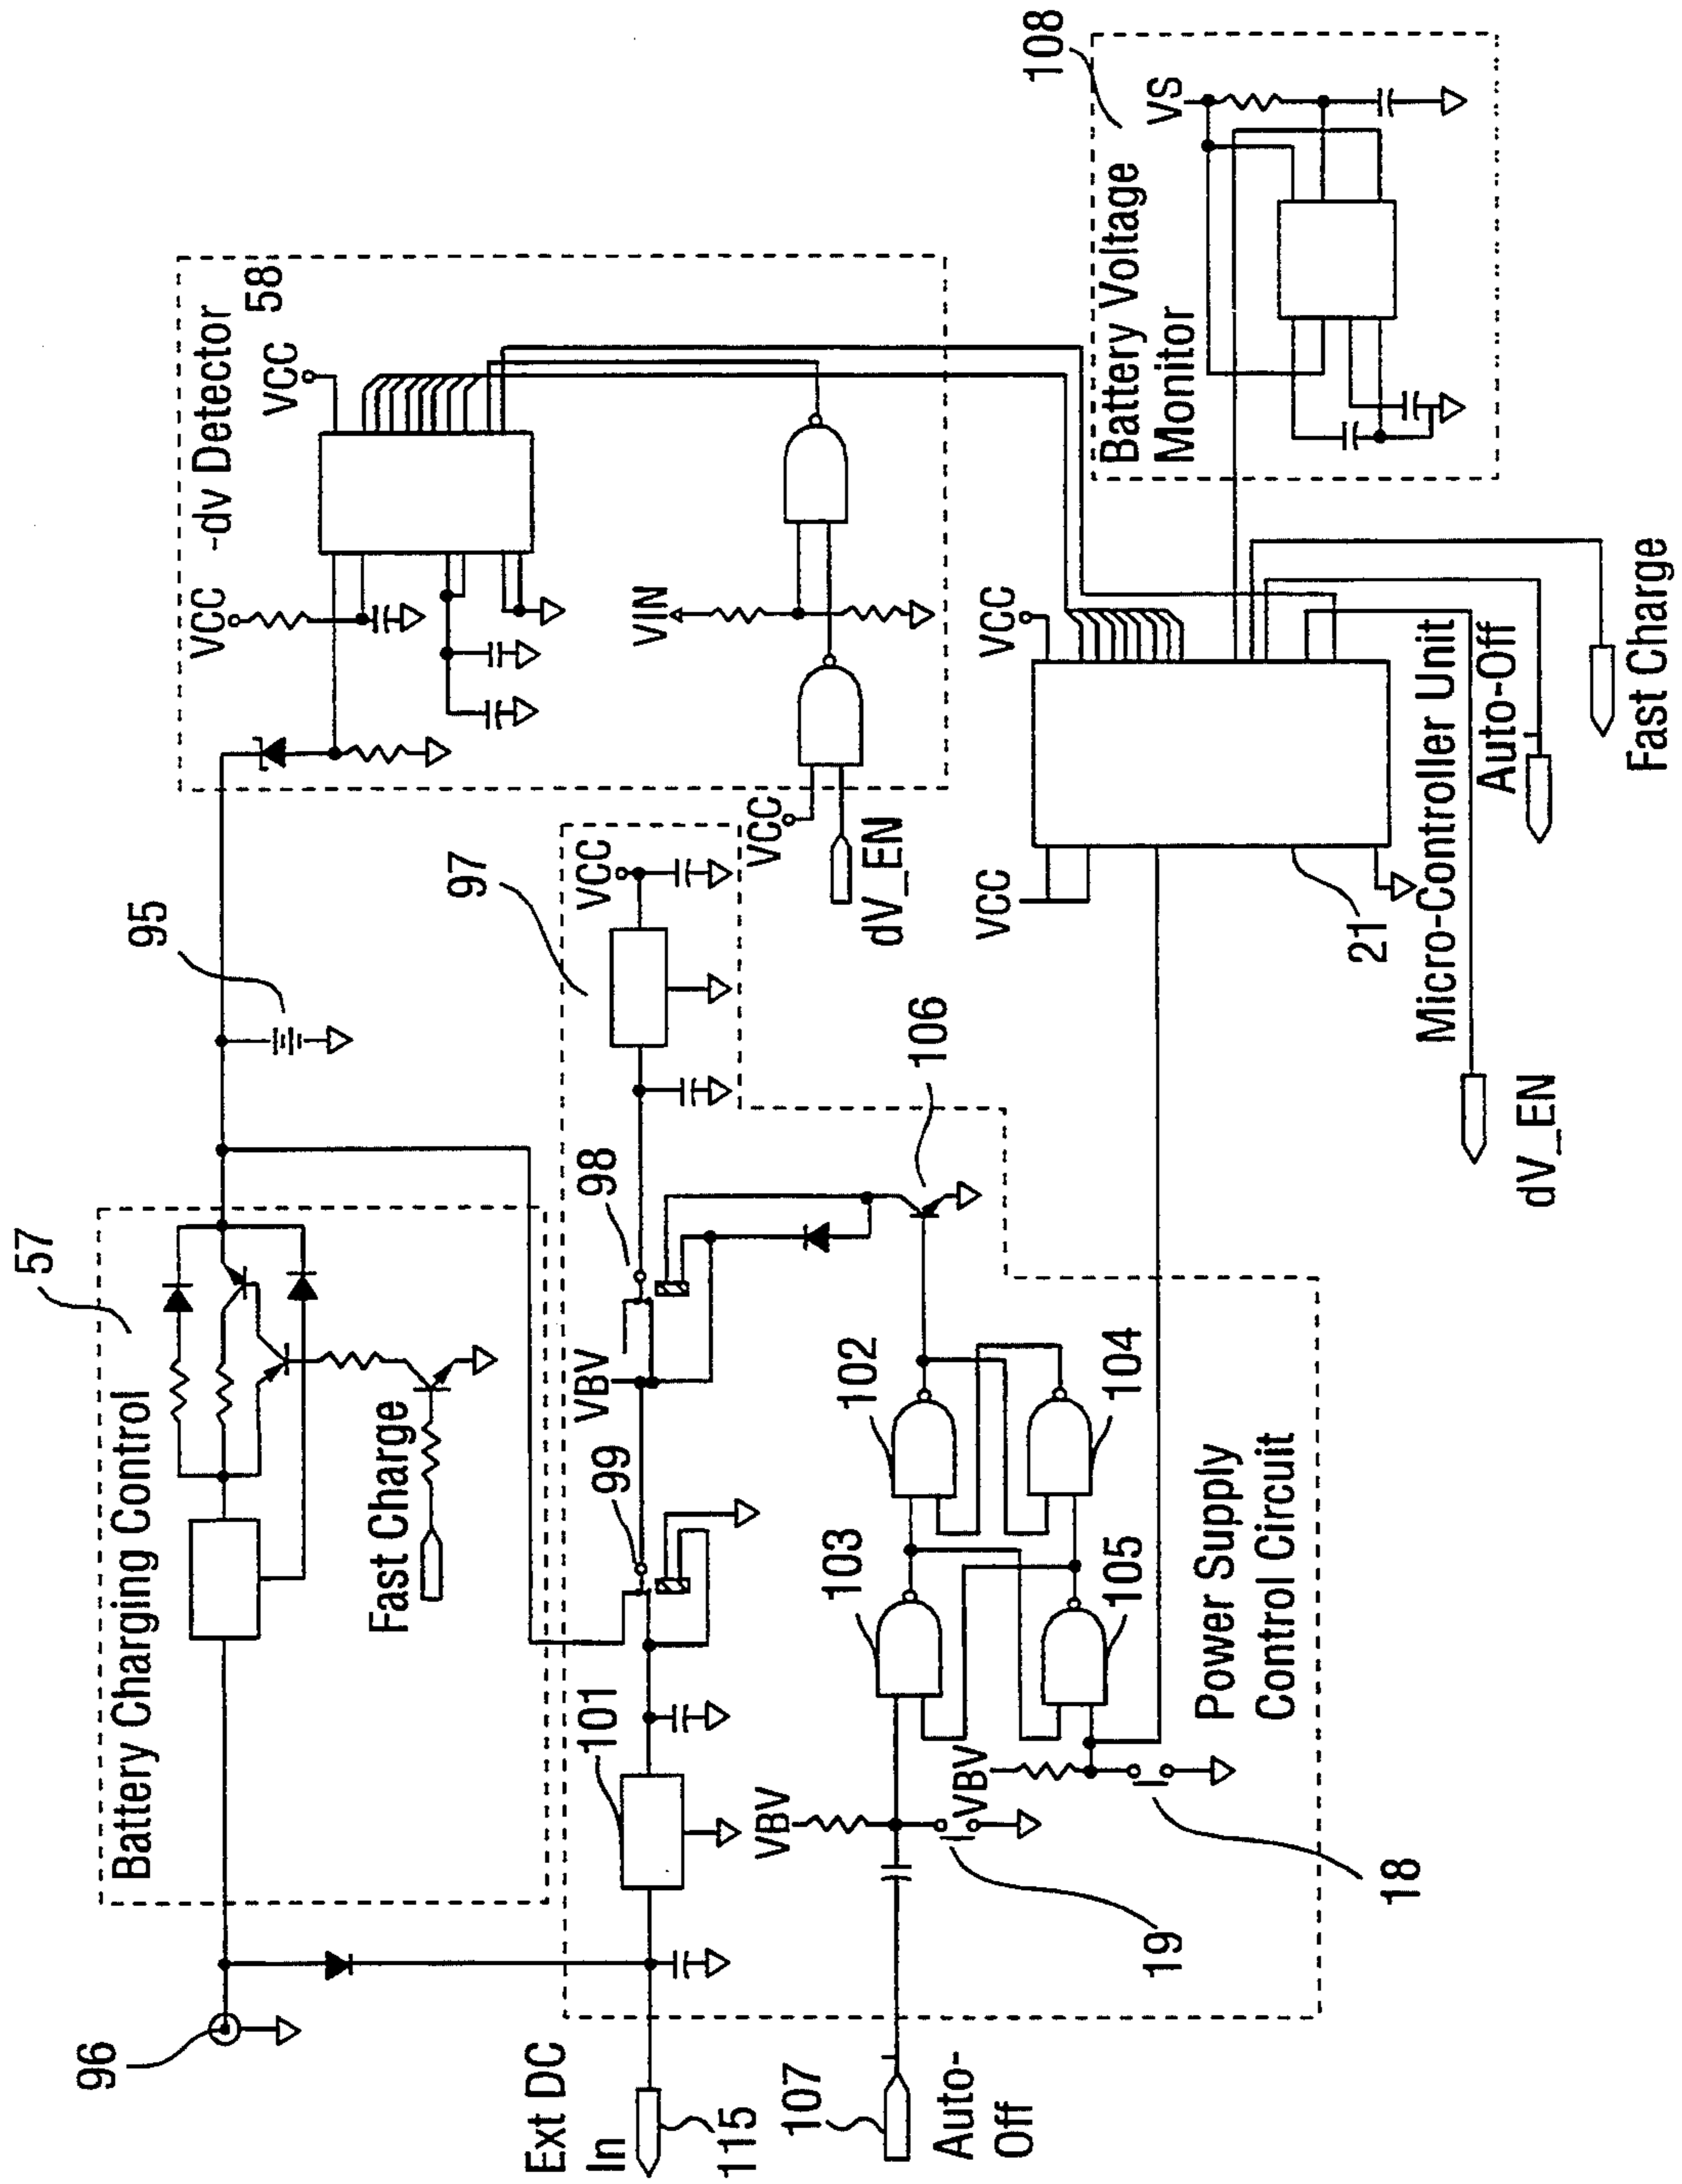 96
57
Battery Charging Control
Fast Charge
95
-dv Detector
58
VCC
VCC
VIN
VCC
dV_EN
Ext DC
In
115
101
99
VBV
98
97
VCC
107
Auto-
Off
VBV
19
VBV
18
103
102
105
104
106
Power Supply
Control Circuit
VCC
VCC
21
Micro-Controller Unit
dV_EN
Auto-Off
Fast Charge
108
Battery Voltage
Monitor
VS